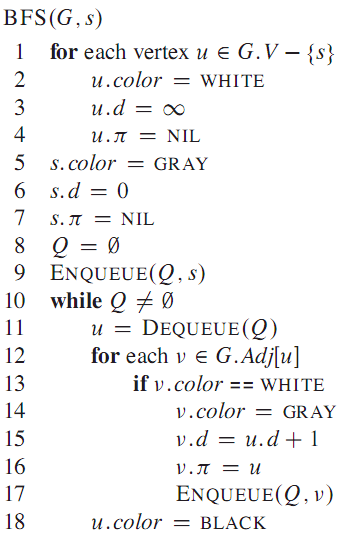 BFS(G, s)
1 for each vertex u ∈ G.V − {s}
2 u.color = WHITE
3 u.d = ∞
4 u.π = NIL
5 s.color = GRAY
6 s.d = 0
7 s.π = NIL
8 Q = Ø
9 ENQUEUE(Q, s)
10 while Q ≠ Ø
11 u = DEQUEUE(Q)
12 for each v ∈ G.Adj[u]
13 if v.color == WHITE
14 v.color = GRAY
15 v.d = u.d + 1
16 v.π = u
17 ENQUEUE(Q, v)
18 u.color = BLACK